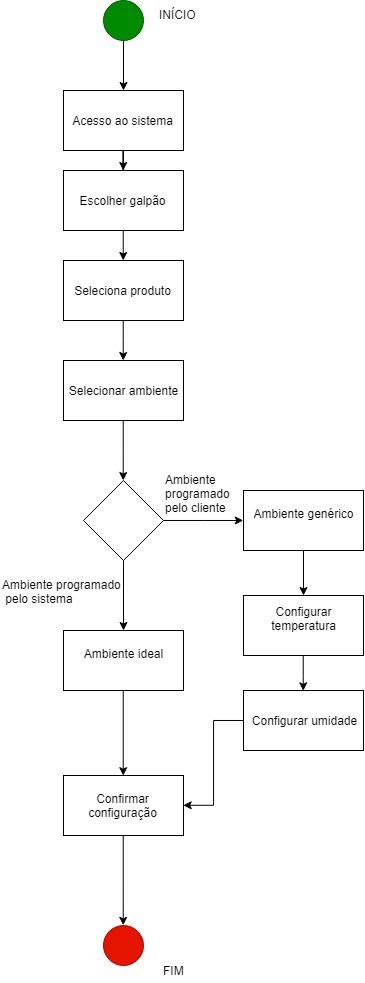 INÍCIO
Acesso ao sistema
Escolher galpão
Seleciona produto
Selecionar ambiente
Ambiente
programado
pelo cliente
Ambiente genérico
Ambiente programado
pelo sistema
Configurar
temperatura
Ambiente ideal
Configurar umidade
Confirmar
configuração
FIM